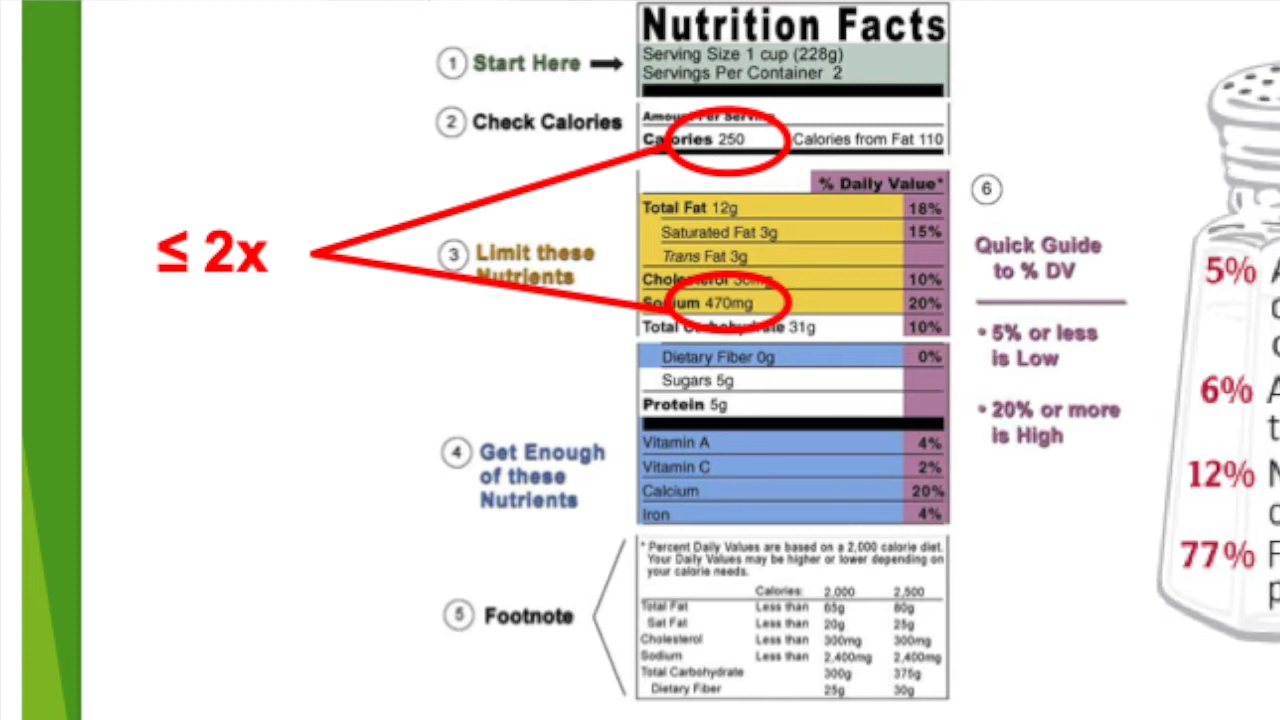 Nutrition Facts
① Start Here
Serving Size 1 cup (228g)
Servings Per Container 2
② Check Calories
Amount Per Serving
Calories 250 Calories from Fat 110
≤ 2x
% Daily Value*
③ Limit these
Nutrients
Total Fat 12g 18%
Saturated Fat 3g 15%
Trans Fat 3g
Cholesterol 30mg 10%
Sodium 470mg 20%
Total Carbohydrate 31g 10%
Dietary Fiber 0g 0%
Sugars 5g
Protein 5g
④ Get Enough
of these
Nutrients
Vitamin A 4%
Vitamin C 2%
Calcium 20%
Iron 4%
⑤ Footnote
* Percent Daily Values are based on a 2,000 calorie diet.
Your Daily Values may be higher or lower depending on
your calorie needs.
Calories: 2,000 2,500
Total Fat Less than 65g 80g
Sat Fat Less than 20g 25g
Cholesterol Less than 300mg 300mg
Sodium Less than 2,400mg 2,400mg
Total Carbohydrate 300g 375g
Dietary Fiber 25g 30g
⑥
Quick Guide
to % DV
• 5% or less
is Low
• 20% or more
is High
5%
6%
12%
77%